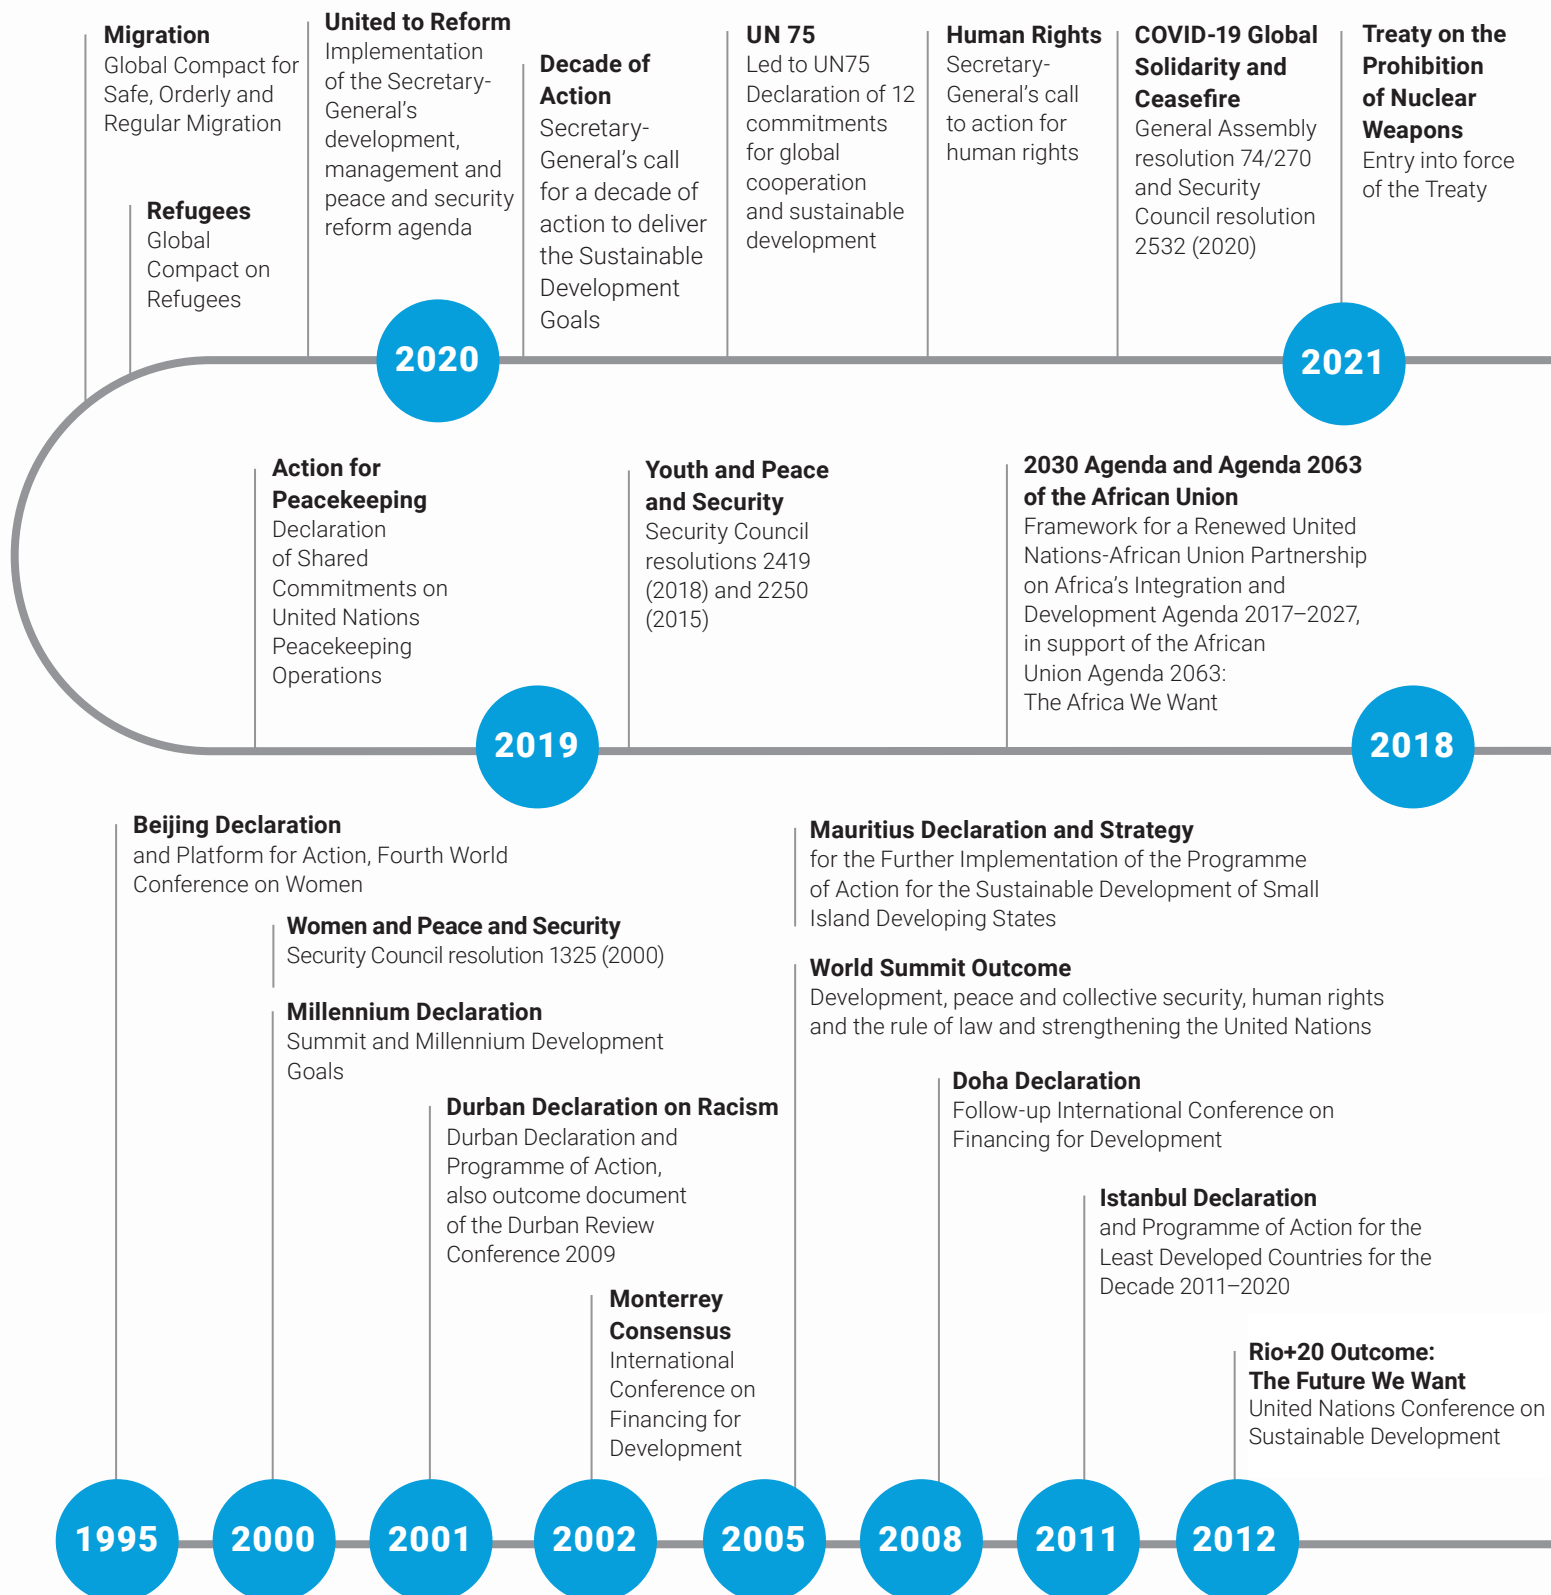 Migration
Global Compact for
Safe, Orderly and
Regular Migration
Refugees
Global
Compact on
Refugees
United to Reform
Implementation
of the Secretary-
General’s
development,
management and
peace and security
reform agenda
Decade of
Action
Secretary-
General’s call
for a decade of
action to deliver
the Sustainable
Development
Goals
UN 75
Led to UN75
Declaration of 12
commitments
for global
cooperation
and sustainable
development
Human Rights
Secretary-
General’s call
to action for
human rights
COVID-19 Global
Solidarity and
Ceasefire
General Assembly
resolution 74/270
and Security
Council resolution
2532 (2020)
Treaty on the
Prohibition
of Nuclear
Weapons
Entry into force
of the Treaty
2020
2021
Action for
Peacekeeping
Declaration
of Shared
Commitments on
United Nations
Peacekeeping
Operations
Youth and Peace
and Security
Security Council
resolutions 2419
(2018) and 2250
(2015)
2030 Agenda and Agenda 2063
of the African Union
Framework for a Renewed United
Nations-African Union Partnership
on Africa’s Integration and
Development Agenda 2017–2027,
in support of the African
Union Agenda 2063:
The Africa We Want
2019
2018
Beijing Declaration
and Platform for Action, Fourth World
Conference on Women
Women and Peace and Security
Security Council resolution 1325 (2000)
Millennium Declaration
Summit and Millennium Development
Goals
Durban Declaration on Racism
Durban Declaration and
Programme of Action,
also outcome document
of the Durban Review
Conference 2009
Monterrey
Consensus
International
Conference on
Financing for
Development
Mauritius Declaration and Strategy
for the Further Implementation of the Programme
of Action for the Sustainable Development of Small
Island Developing States
World Summit Outcome
Development, peace and collective security, human rights
and the rule of law and strengthening the United Nations
Doha Declaration
Follow-up International Conference on
Financing for Development
Istanbul Declaration
and Programme of Action for the
Least Developed Countries for the
Decade 2011–2020
Rio+20 Outcome:
The Future We Want
United Nations Conference on
Sustainable Development
1995
2000
2001
2002
2005
2008
2011
2012